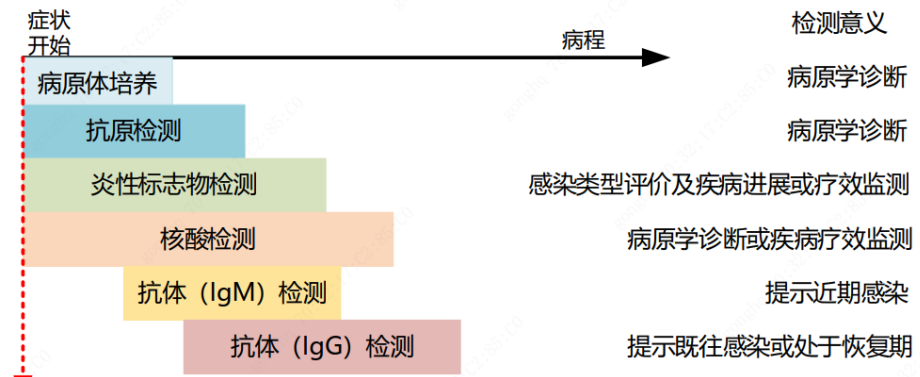 症状
开始
病程
检测意义
病原体培养
病原学诊断
抗原检测
病原学诊断
炎性标志物检测
感染类型评价及疾病进展或疗效监测
核酸检测
病原学诊断或疾病疗效监测
抗体（IgM）检测
提示近期感染
抗体（IgG）检测
提示既往感染或处于恢复期